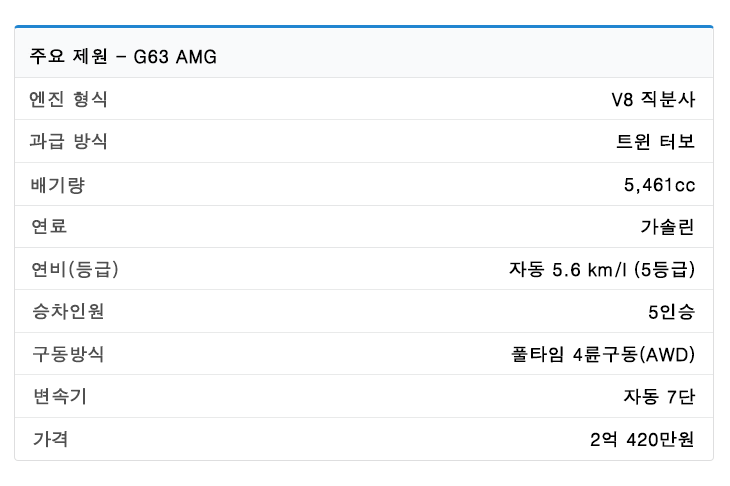 주요 제원 - G63 AMG
엔진 형식 V8 직분사
과급 방식 트윈 터보
배기량 5,461cc
연료 가솔린
연비(등급) 자동 5.6 km/l (5등급)
승차인원 5인승
구동방식 풀타임 4륜구동(AWD)
변속기 자동 7단
가격 2억 420만원